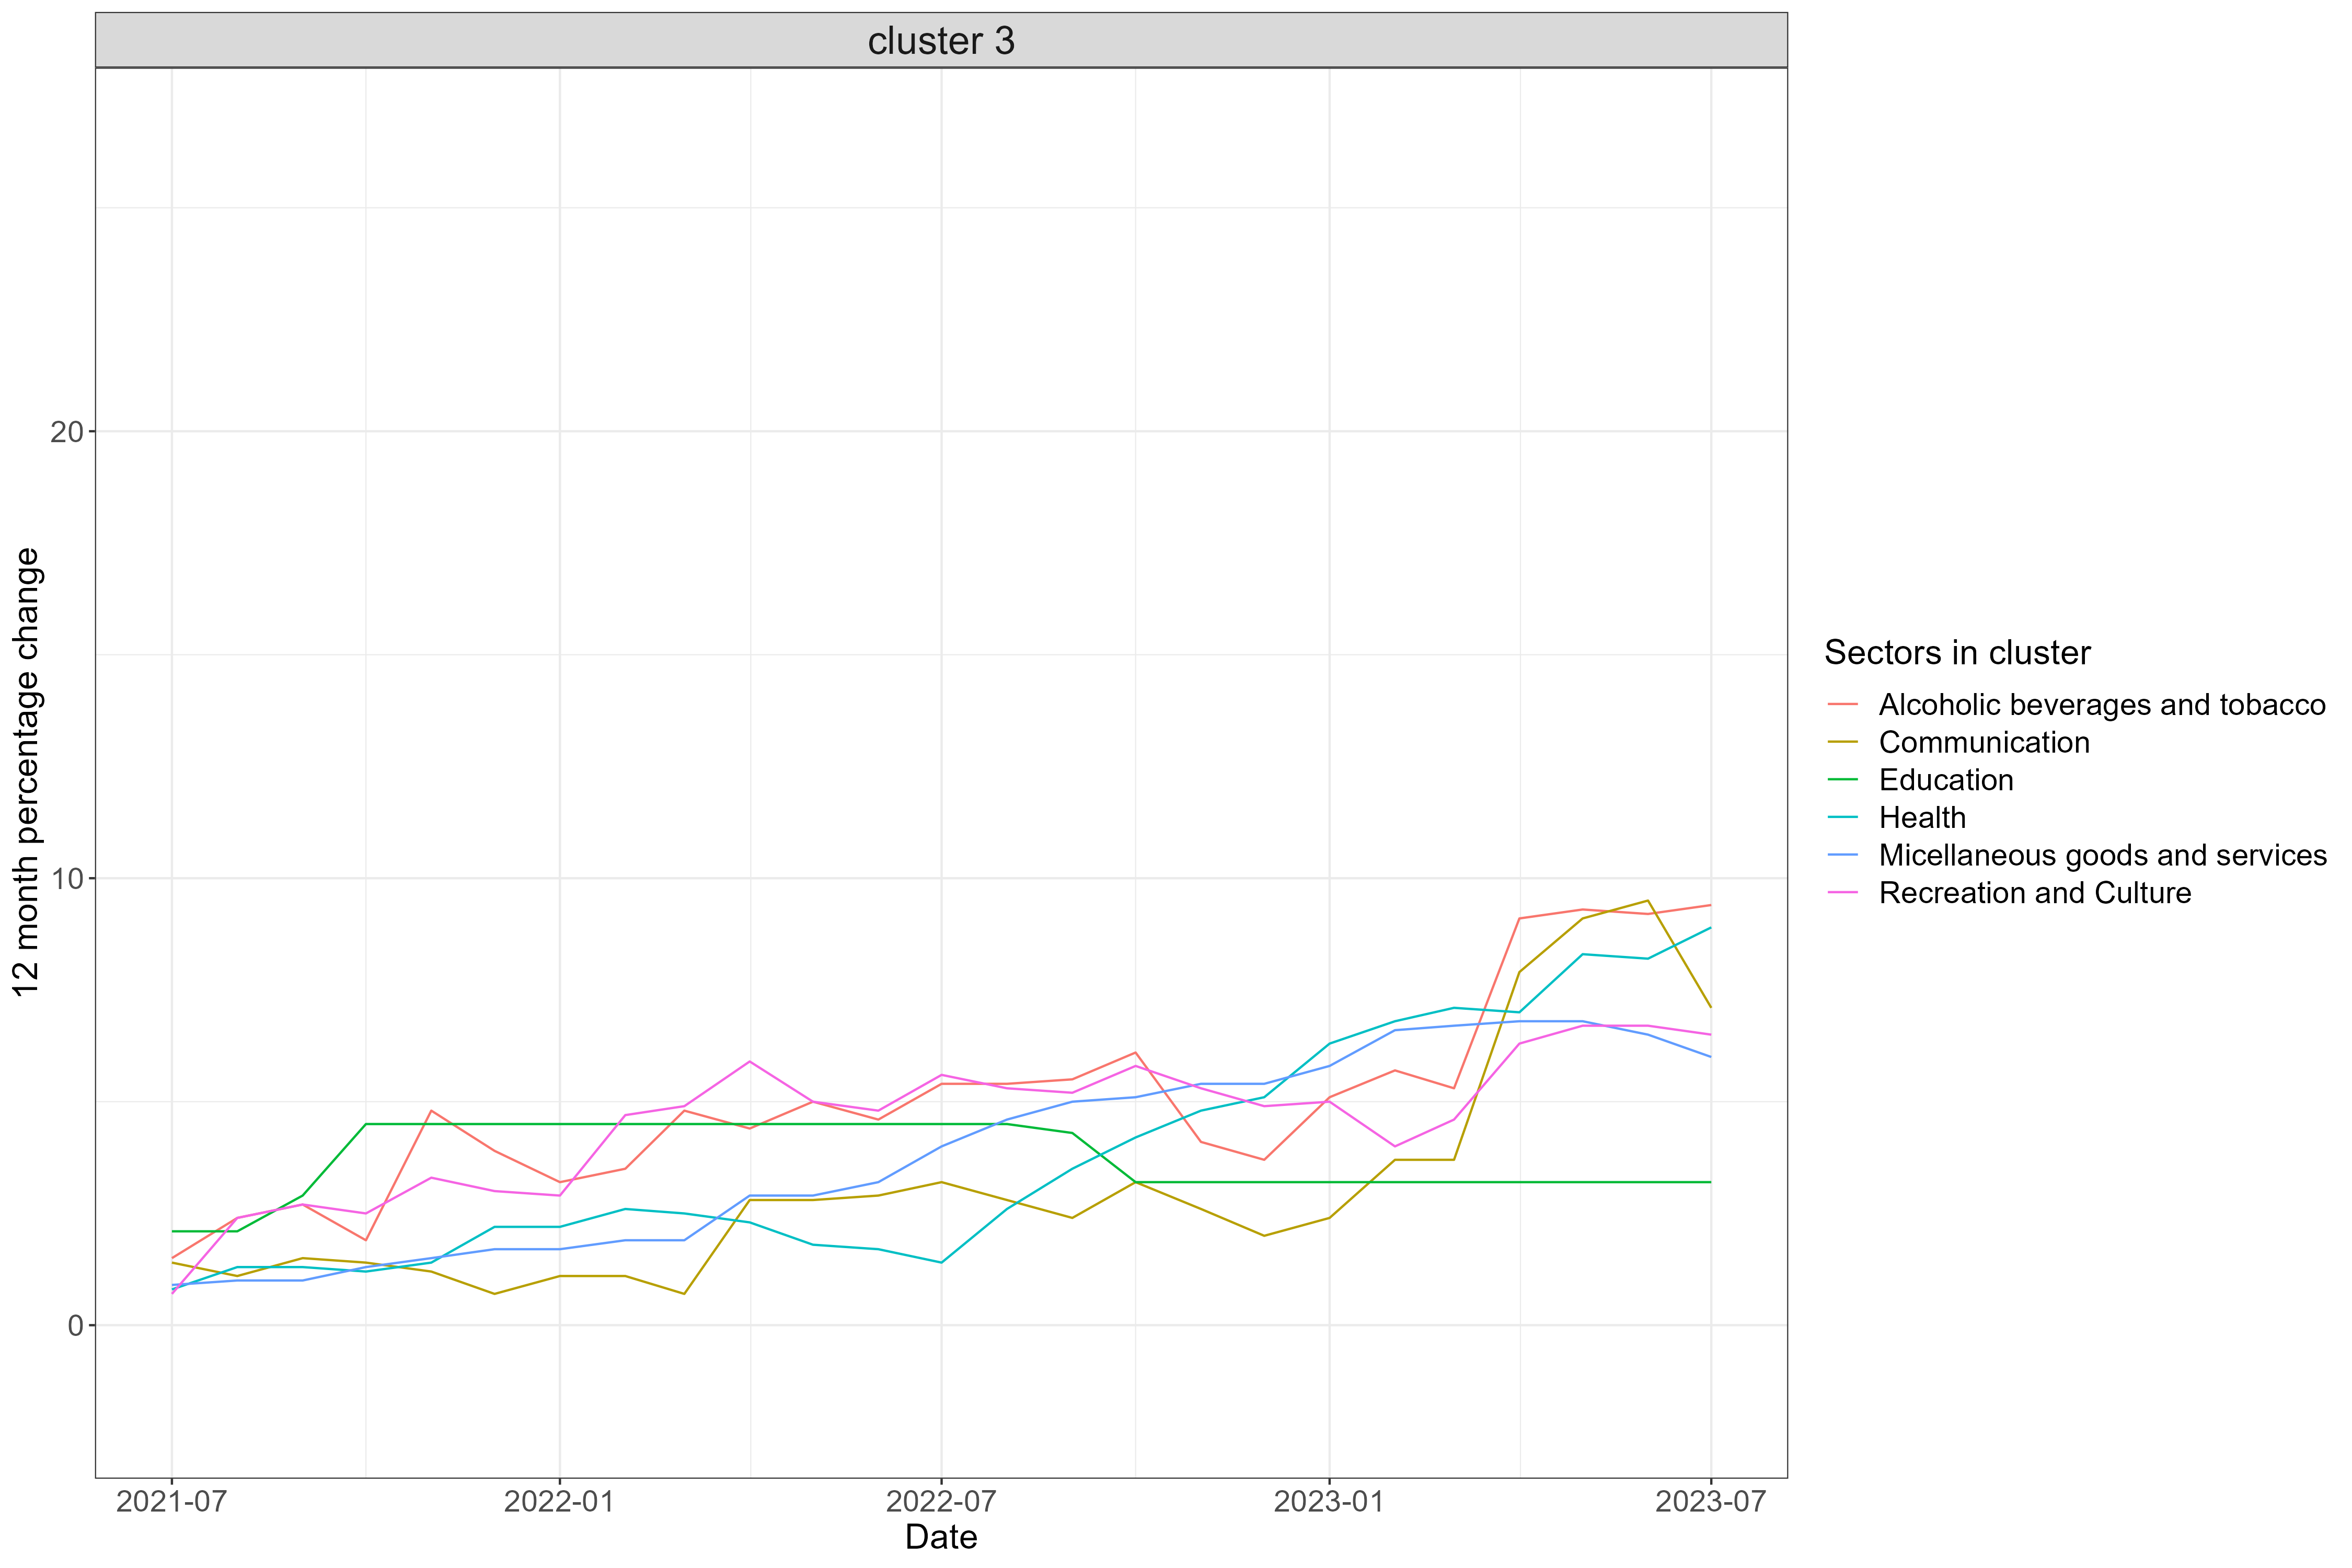 cluster 3
12 month percentage change
20
10
0
2021-07
2022-01
2022-07
2023-01
2023-07
Date
Sectors in cluster
Alcoholic beverages and tobacco
Communication
Education
Health
Micellaneous goods and services
Recreation and Culture